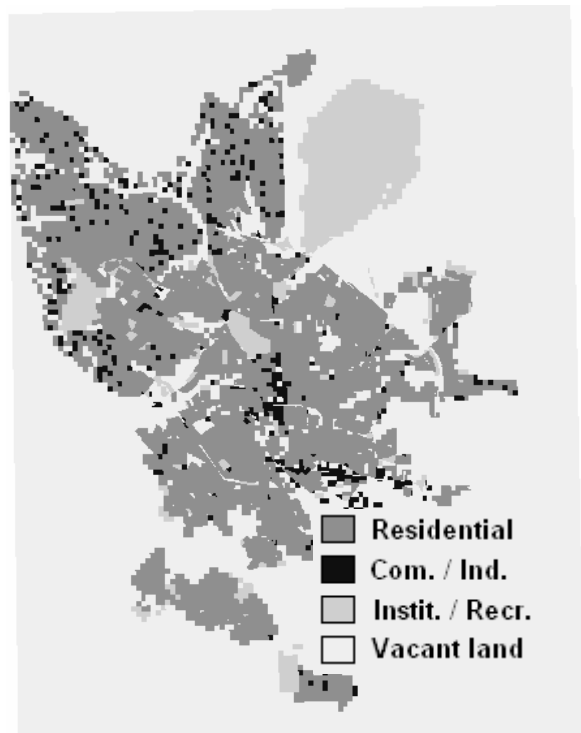 Residential
Com. / Ind.
Instit. / Recr.
Vacant land